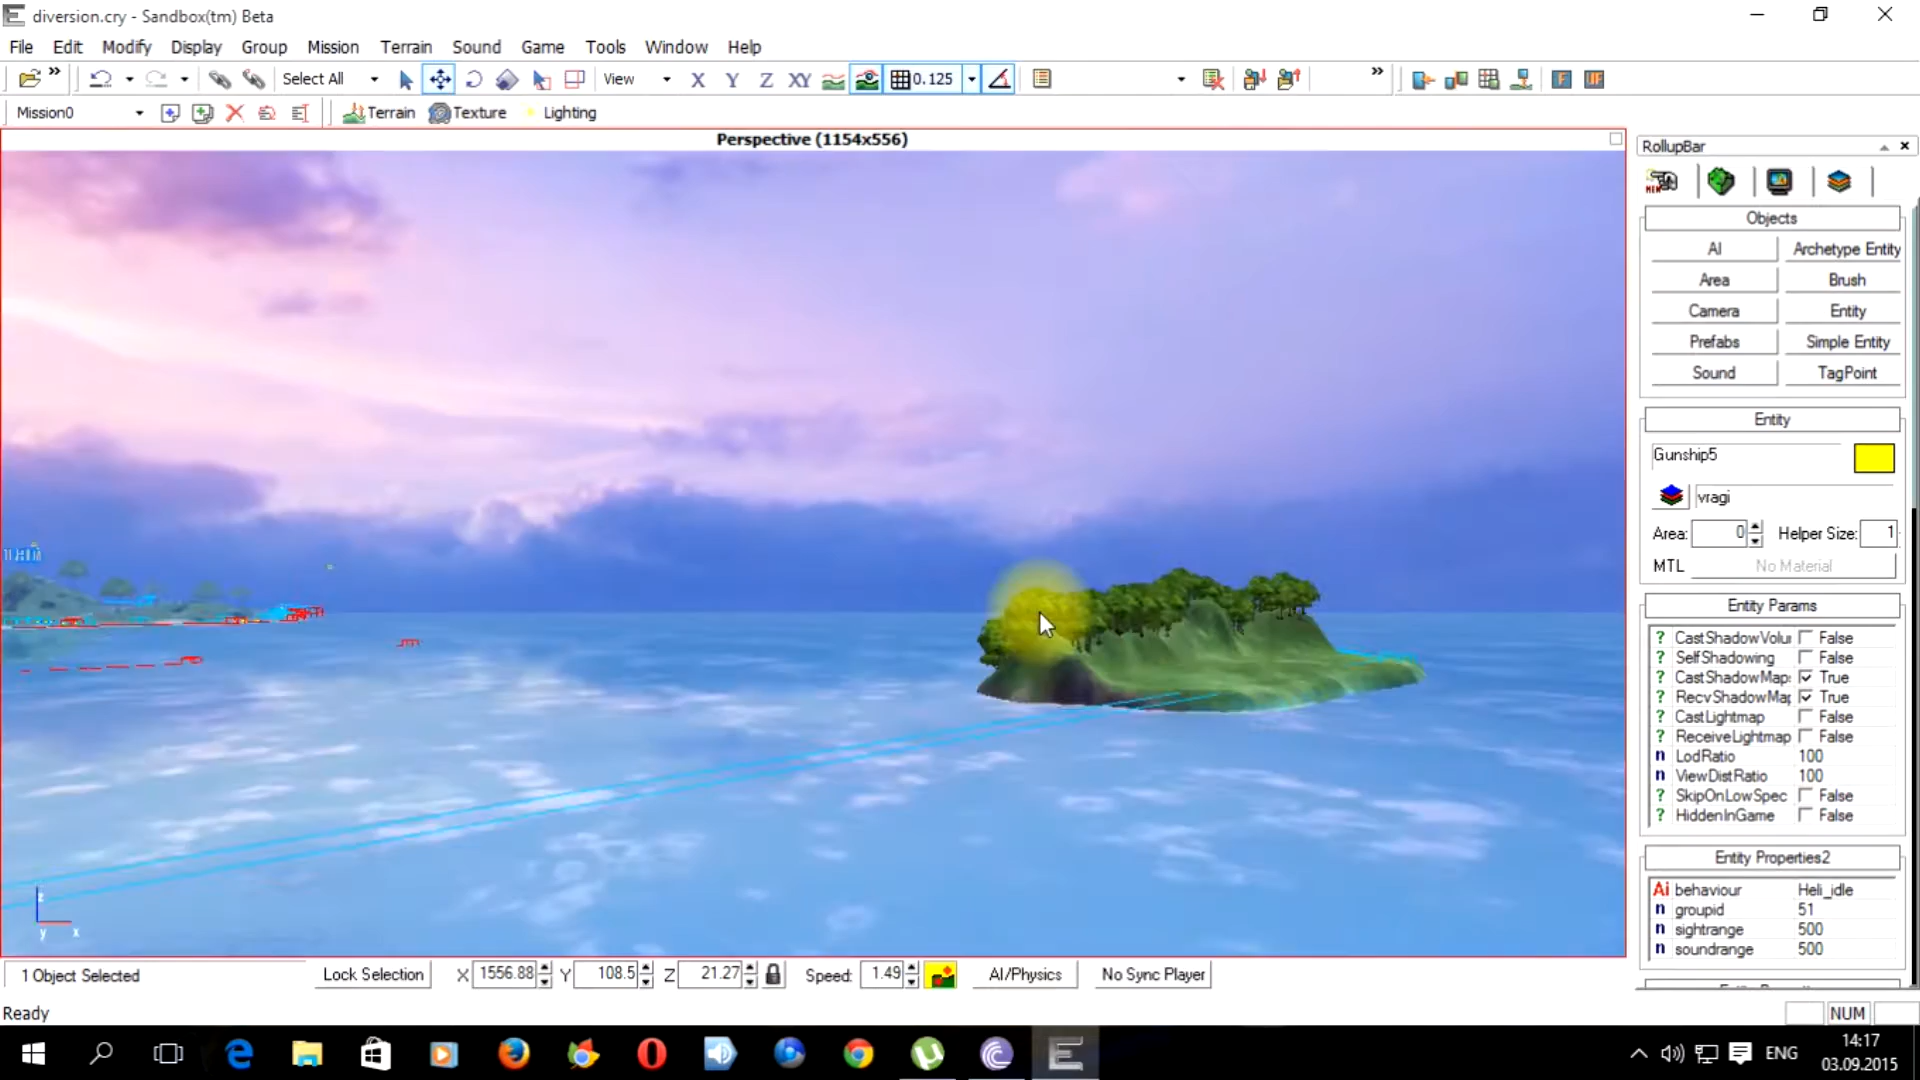 diversion.cry - Sandbox(tm) Beta
File Edit Modify Display Group Mission Terrain Sound Game Tools Window Help
Select All View X Y Z XY 0.125
Mission0 Terrain Texture Lighting
Perspective (1154x556)
RollupBar
Objects
AI Archetype Entity
Area Brush
Camera Entity
Prefabs Simple Entity
Sound TagPoint
Entity
Gunship5
vragi
Area: 0 Helper Size: 1
MTL No Material
Entity Params
? CastShadowVolu False
? SelfShadowing False
? CastShadowMap: True
? RecvShadowMap True
? CastLightmap False
? ReceiveLightmap False
n LodRatio 100
n ViewDistRatio 100
? SkipOnLowSpec False
? HiddenInGame False
Entity Properties2
Ai behaviour Heli_idle
n groupid 51
n sightrange 500
n soundrange 500
z
y x
1 Object Selected Lock Selection X 1556.88 Y 108.5 Z 21.27 Speed: 1.49 AI/Physics No Sync Player
Ready NUM
ENG 14:17
03.09.2015